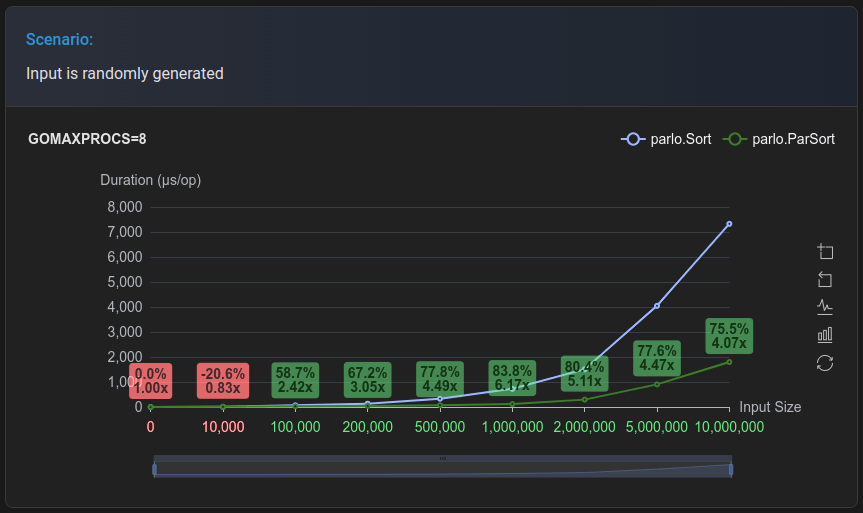 Scenario:
Input is randomly generated
GOMAXPROCS=8
parlo.Sort
parlo.ParSort
Duration (µs/op)
8,000
7,000
6,000
5,000
4,000
3,000
2,000
1,000
0
0.0%
1.00x
-20.6%
0.83x
58.7%
2.42x
67.2%
3.05x
77.8%
4.49x
83.8%
6.17x
80.4%
5.11x
77.6%
4.47x
75.5%
4.07x
Input Size
0
10,000
100,000
200,000
500,000
1,000,000
2,000,000
5,000,000
10,000,000